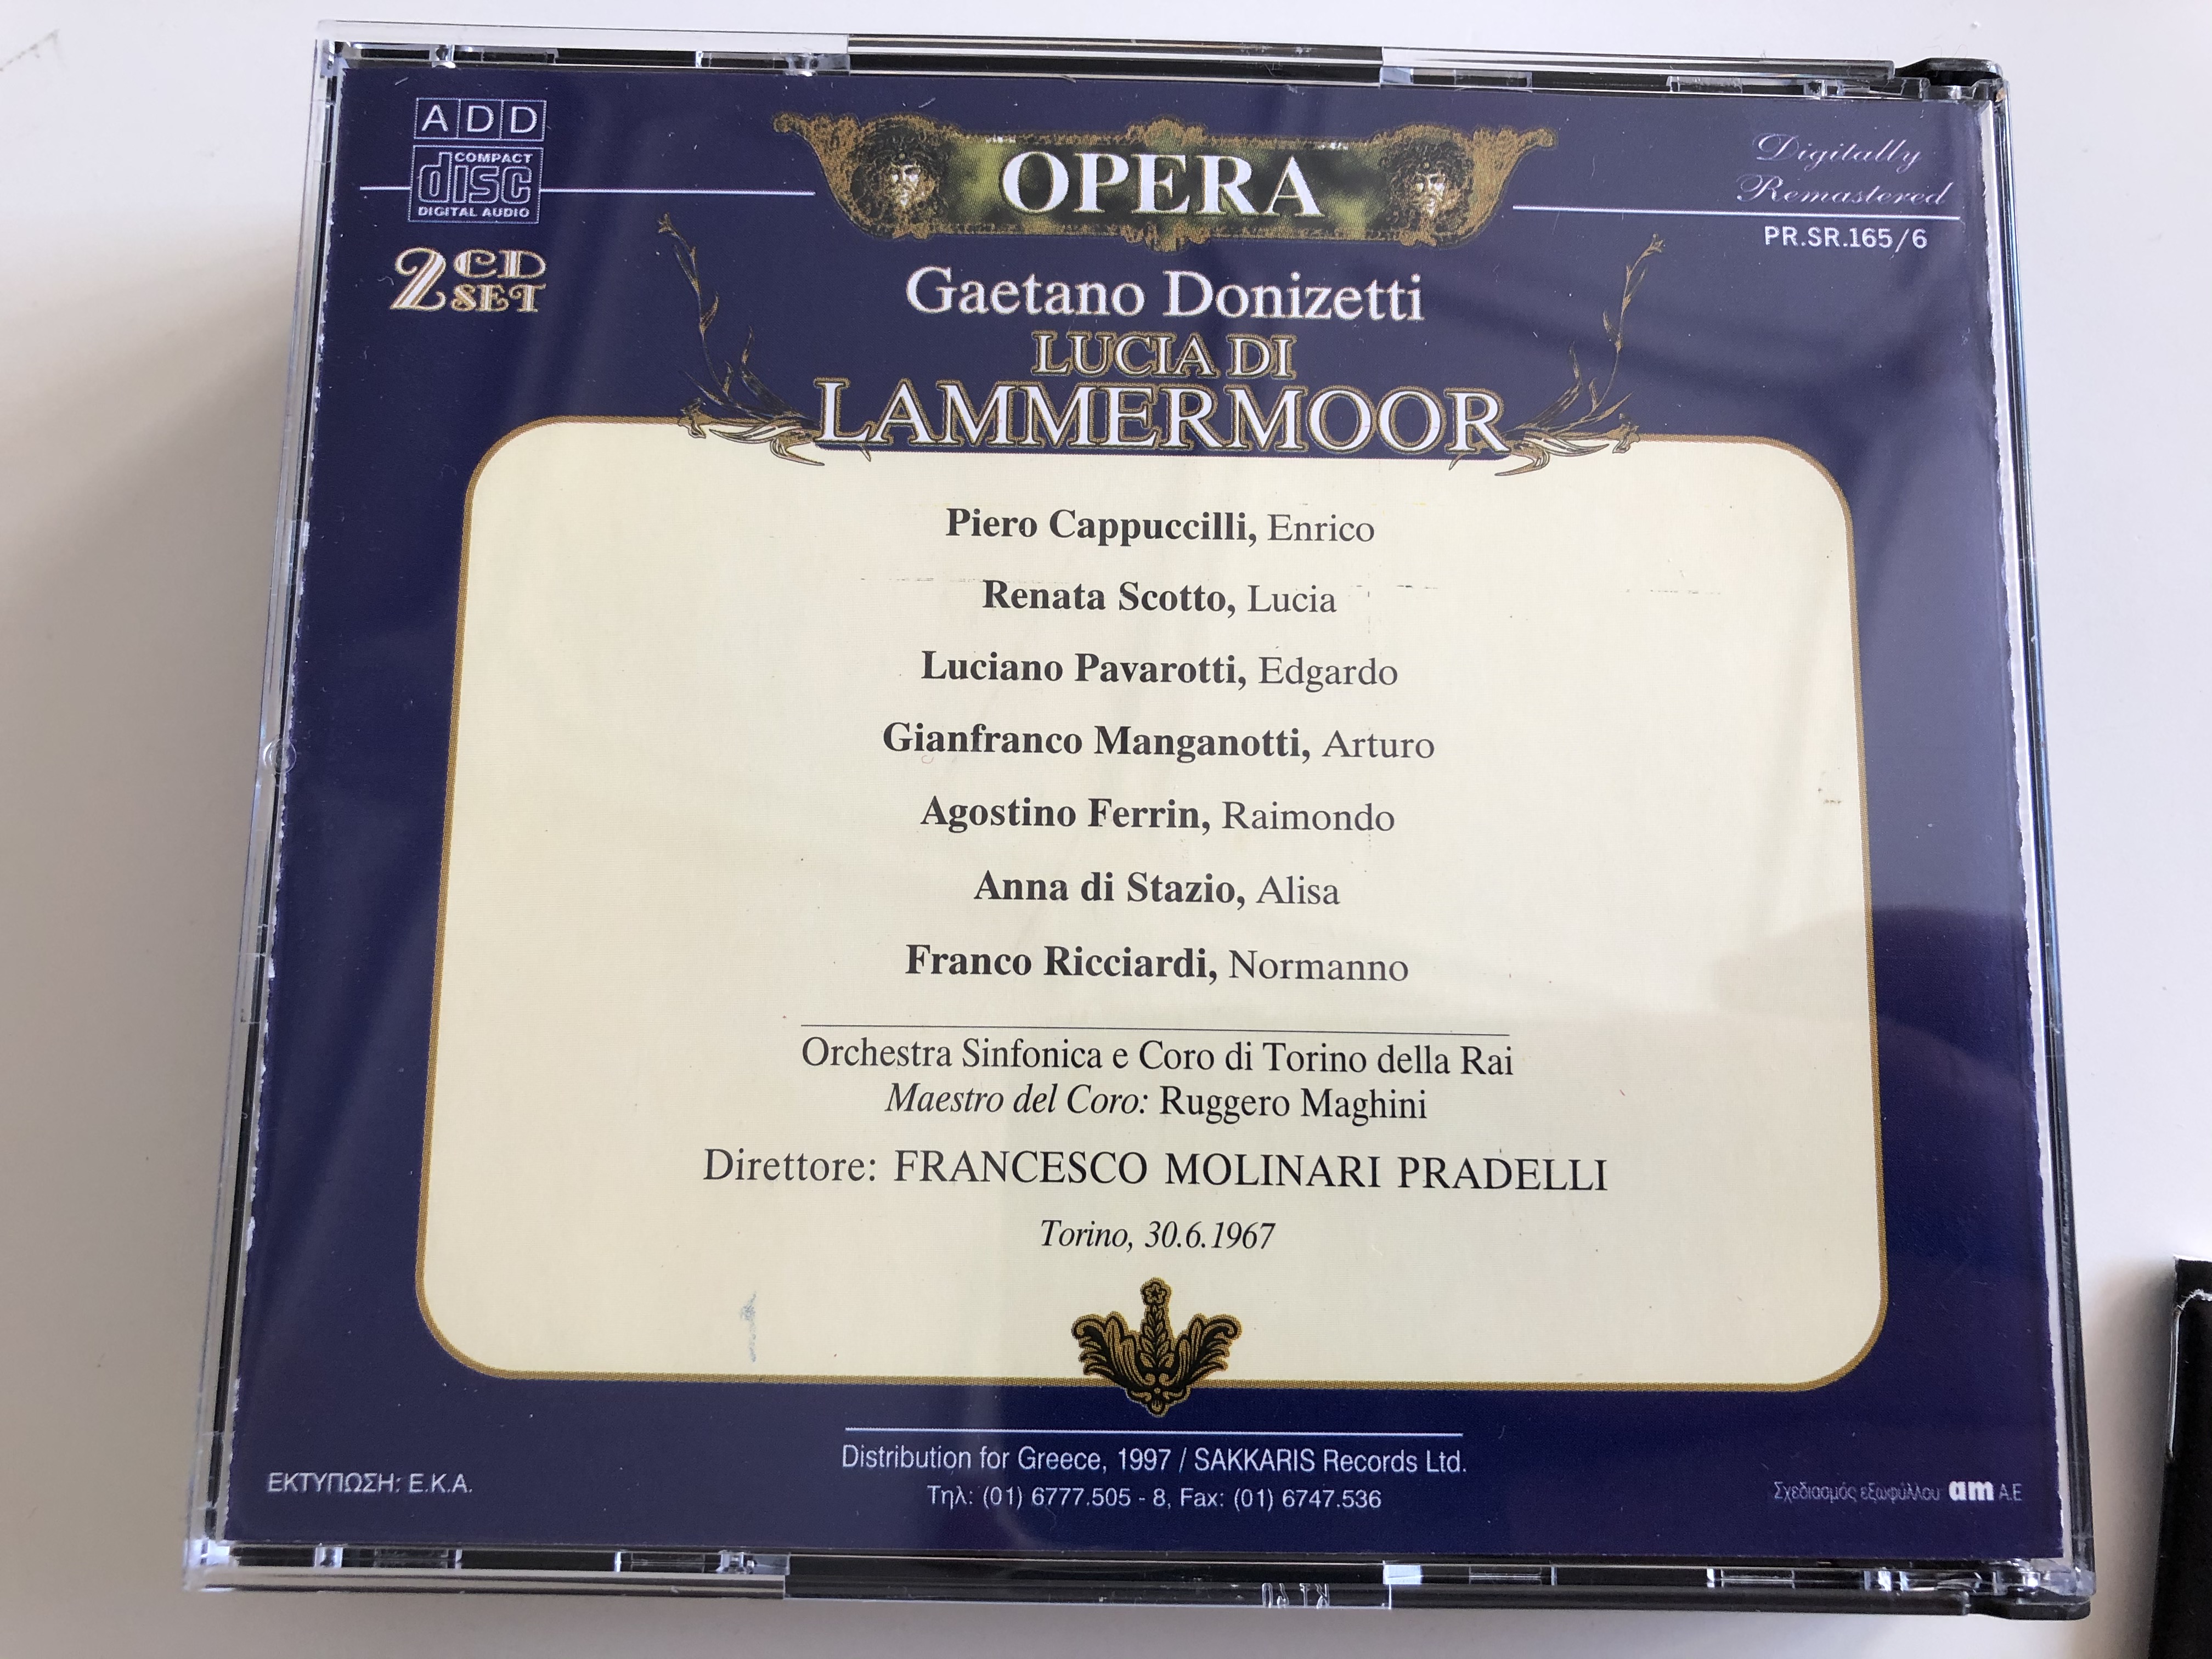 ADD
COMPACT
disc
DIGITAL AUDIO
2 CD SET
OPERA
Digitally
Remastered
PR.SR.165/6
Gaetano Donizetti
LUCIA DI
LAMMERMOOR
Piero Cappuccilli, Enrico
Renata Scotto, Lucia
Luciano Pavarotti, Edgardo
Gianfranco Manganotti, Arturo
Agostino Ferrin, Raimondo
Anna di Stazio, Alisa
Franco Ricciardi, Normanno
Orchestra Sinfonica e Coro di Torino della Rai
Maestro del Coro: Ruggero Maghini
Direttore: FRANCESCO MOLINARI PRADELLI
Torino, 30.6.1967
Distribution for Greece, 1997 / SAKKARIS Records Ltd.
Τηλ: (01) 6777.505 - 8, Fax: (01) 6747.536
ΕΚΤΥΠΩΣΗ: Ε.Κ.Α.
Σχεδιασμός εξωφύλλου am A.E